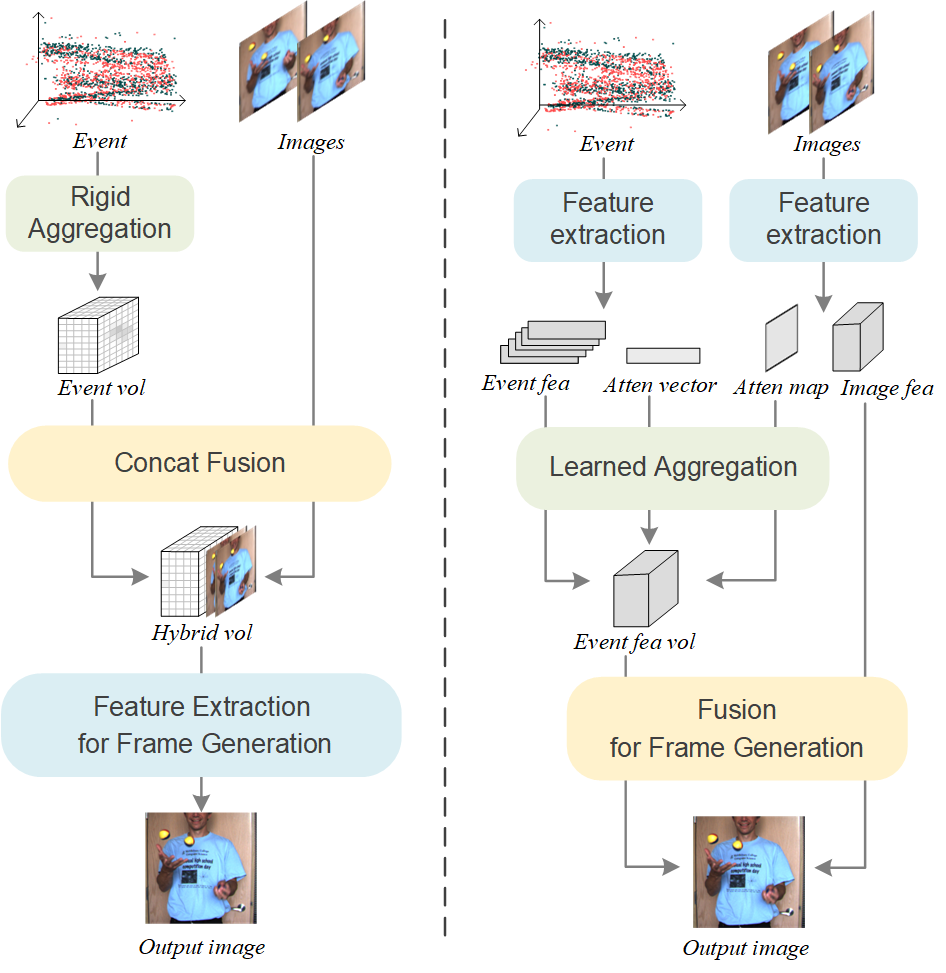 Event
Images
Rigid
Aggregation
Event vol
Concat Fusion
Hybrid vol
Feature Extraction
for Frame Generation
Output image
Event
Images
Feature
extraction
Feature
extraction
Event fea
Atten vector
Atten map
Image fea
Learned Aggregation
Event fea vol
Fusion
for Frame Generation
Output image